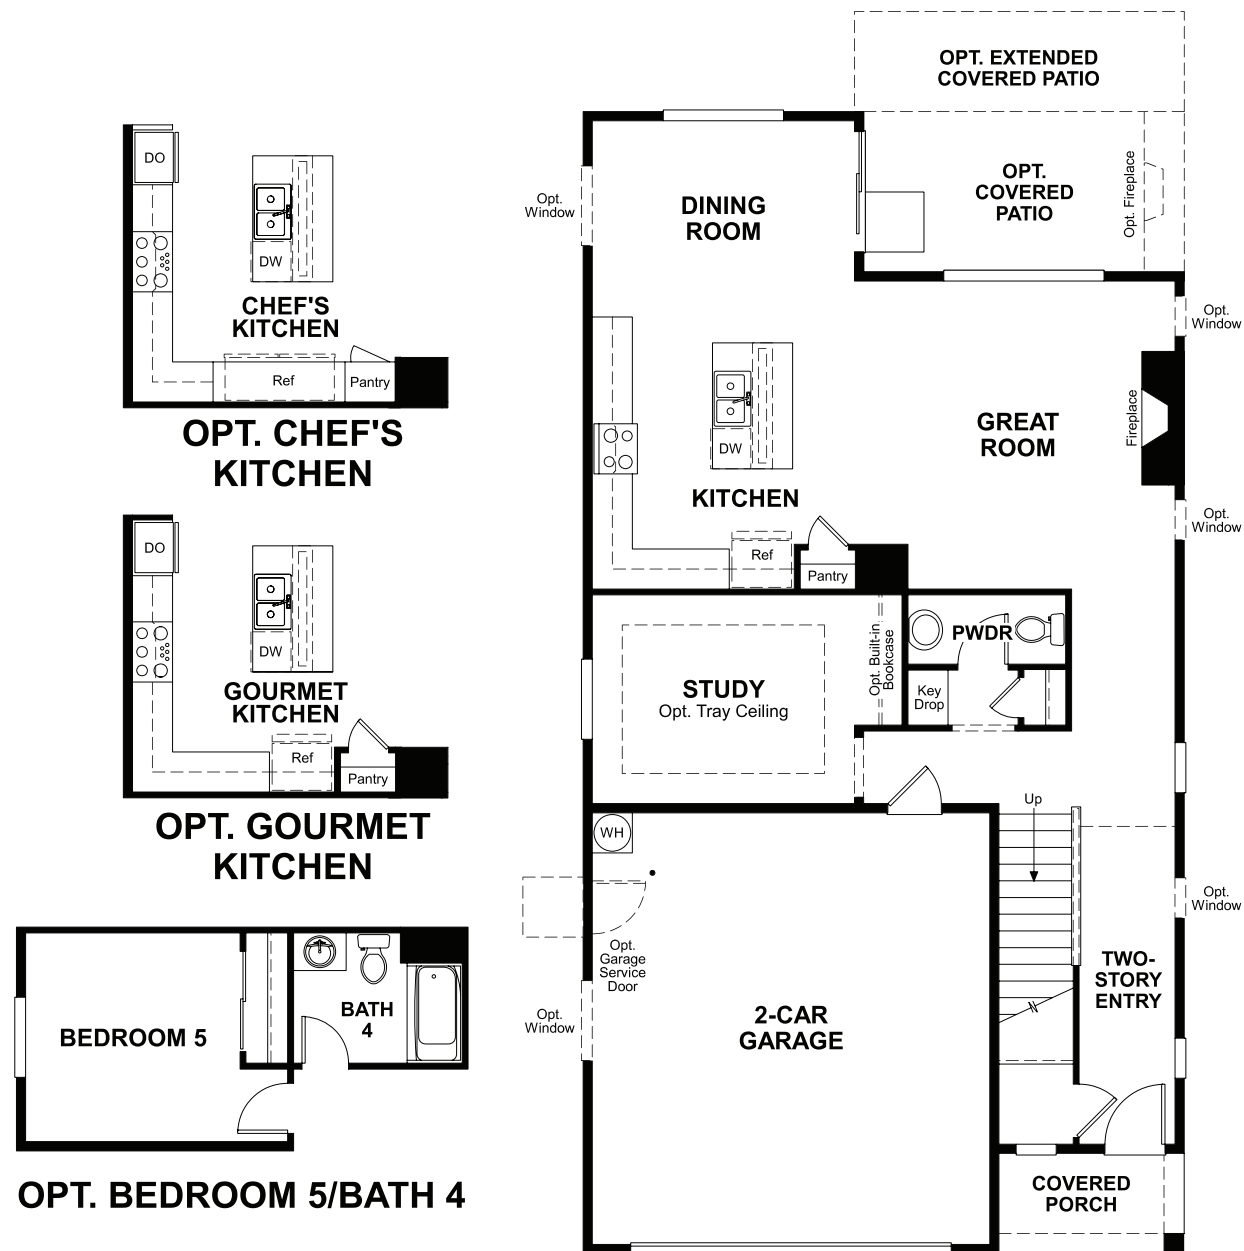 OPT. EXTENDED
COVERED PATIO
OPT.
COVERED
PATIO
Opt. Fireplace
DINING
ROOM
Opt.
Window
Opt.
Window
GREAT
ROOM
Fireplace
Opt.
Window
DW
KITCHEN
Ref
Pantry
STUDY
Opt. Tray Ceiling
Opt. Built-in
Bookcase
PWDR
Key
Drop
Up
WH
Opt.
Garage
Service
Door
Opt.
Window
2-CAR
GARAGE
Opt.
Window
TWO-
STORY
ENTRY
COVERED
PORCH
DO
DW
CHEF'S
KITCHEN
Ref
Pantry
OPT. CHEF'S
KITCHEN
DO
DW
GOURMET
KITCHEN
Ref
Pantry
OPT. GOURMET
KITCHEN
BEDROOM 5
BATH
4
OPT. BEDROOM 5/BATH 4